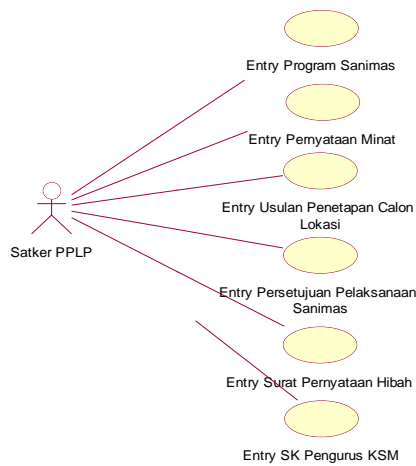 Entry Program Sanimas
Entry Pernyataan Minat
Entry Usulan Penetapan Calon
Lokasi
Satker PPLP
Entry Persetujuan Pelaksanaan
Sanimas
Entry Surat Pernyataan Hibah
Entry SK Pengurus KSM